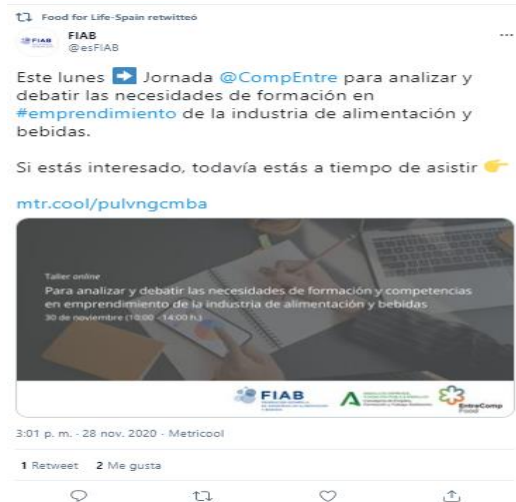 Food for Life-Spain retwitteó
FIAB
@esFIAB
Este lunes ➡ Jornada @CompEntre para analizar y
debatir las necesidades de formación en
#emprendimiento de la industria de alimentación y
bebidas.
Si estás interesado, todavía estás a tiempo de asistir 👉
mtr.cool/pulvngcmba
Taller online
Para analizar y debatir las necesidades de formación y competencias
en emprendimiento de la industria de alimentación y bebidas
30 de noviembre (10:00 - 14:00 h.)
FIAB
EntreComp
Food
3:01 p. m. · 28 nov. 2020 · Metricool
1 Retweet 2 Me gusta